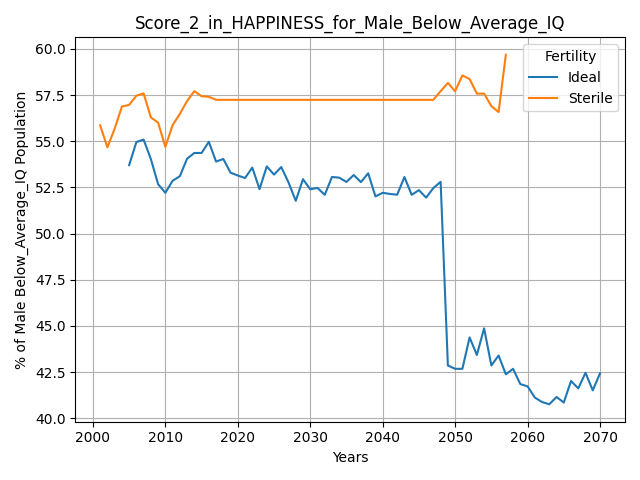 Score_2_in_HAPPINESS_for_Male_Below_Average_IQ
% of Male Below_Average_IQ Population
60.0
57.5
55.0
52.5
50.0
47.5
45.0
42.5
40.0
Fertility
Ideal
Sterile
2000 2010 2020 2030 2040 2050 2060 2070
Years